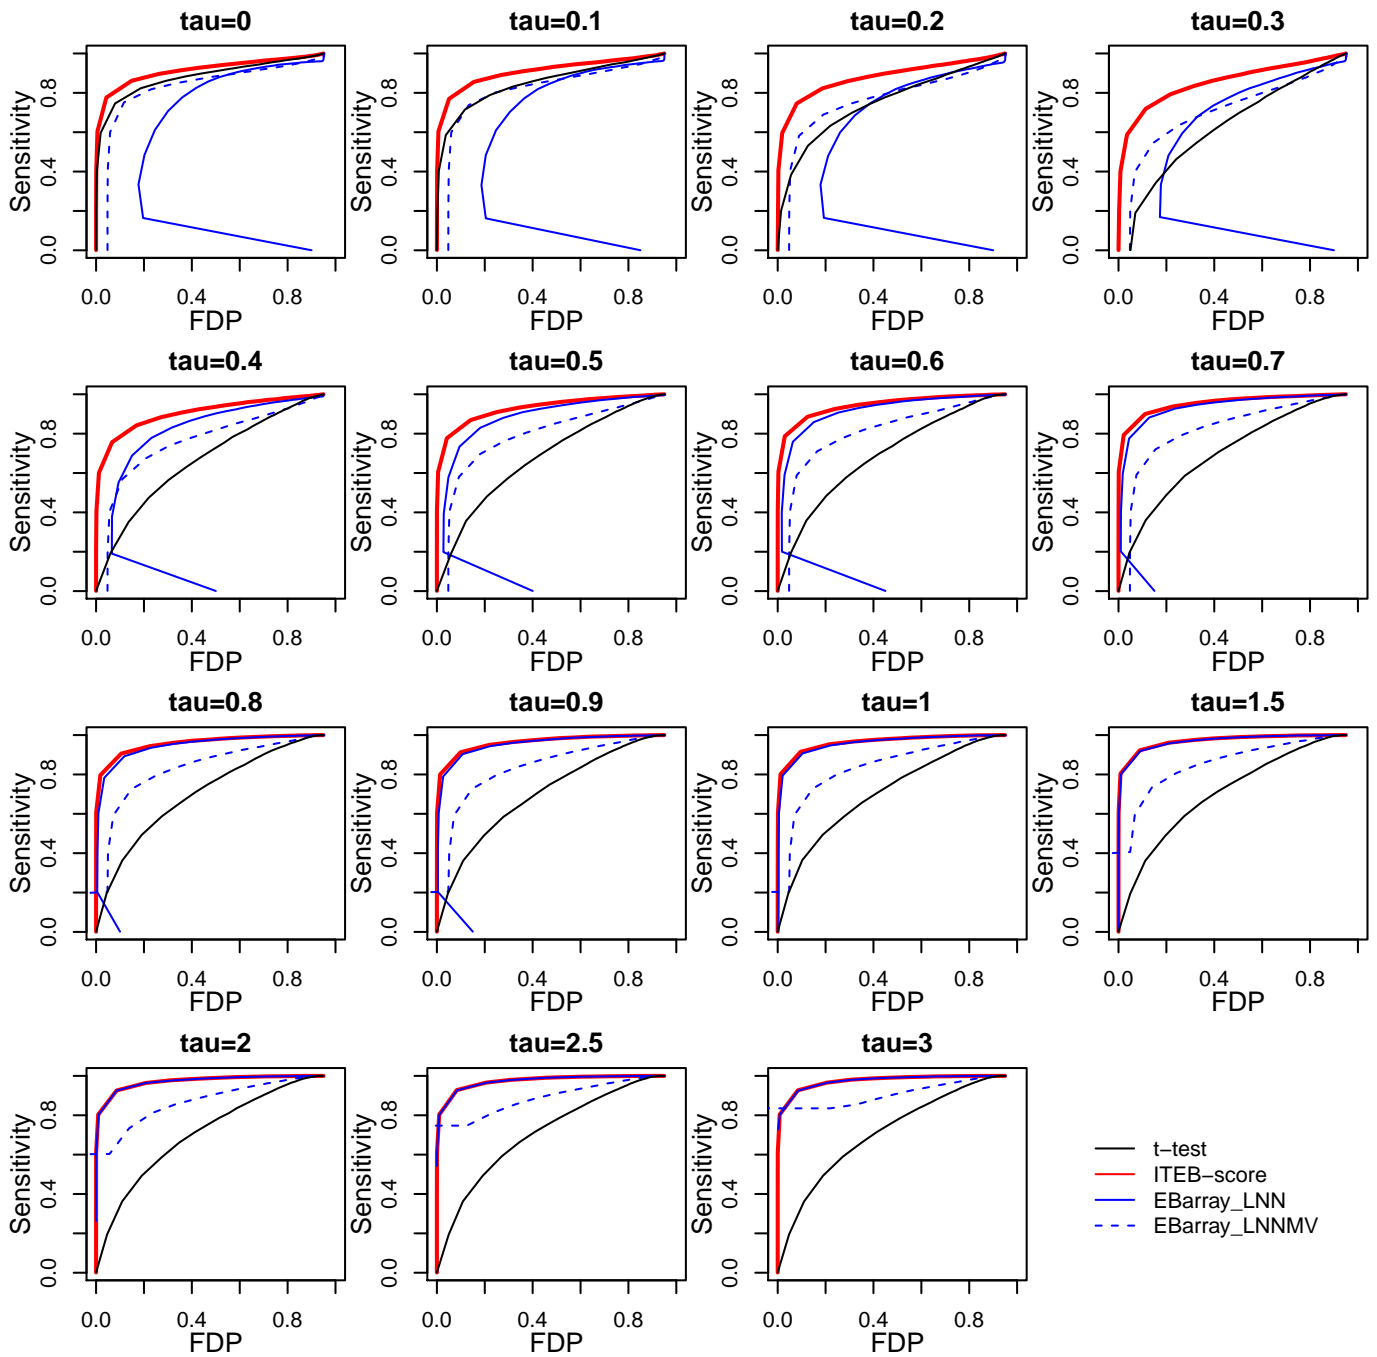 tau=0 tau=0.1 tau=0.2 tau=0.3
Sensitivity Sensitivity Sensitivity Sensitivity
0.0 0.4 0.8 0.0 0.4 0.8 0.0 0.4 0.8 0.0 0.4 0.8
0.0 0.4 0.8 0.0 0.4 0.8 0.0 0.4 0.8 0.0 0.4 0.8
FDP FDP FDP FDP
tau=0.4 tau=0.5 tau=0.6 tau=0.7
Sensitivity Sensitivity Sensitivity Sensitivity
0.0 0.4 0.8 0.0 0.4 0.8 0.0 0.4 0.8 0.0 0.4 0.8
0.0 0.4 0.8 0.0 0.4 0.8 0.0 0.4 0.8 0.0 0.4 0.8
FDP FDP FDP FDP
tau=0.8 tau=0.9 tau=1 tau=1.5
Sensitivity Sensitivity Sensitivity Sensitivity
0.0 0.4 0.8 0.0 0.4 0.8 0.0 0.4 0.8 0.0 0.4 0.8
0.0 0.4 0.8 0.0 0.4 0.8 0.0 0.4 0.8 0.0 0.4 0.8
FDP FDP FDP FDP
tau=2 tau=2.5 tau=3
Sensitivity Sensitivity Sensitivity
0.0 0.4 0.8 0.0 0.4 0.8 0.0 0.4 0.8
0.0 0.4 0.8 0.0 0.4 0.8 0.0 0.4 0.8
FDP FDP FDP
t−test
ITEB−score
EBarray_LNN
EBarray_LNNMV